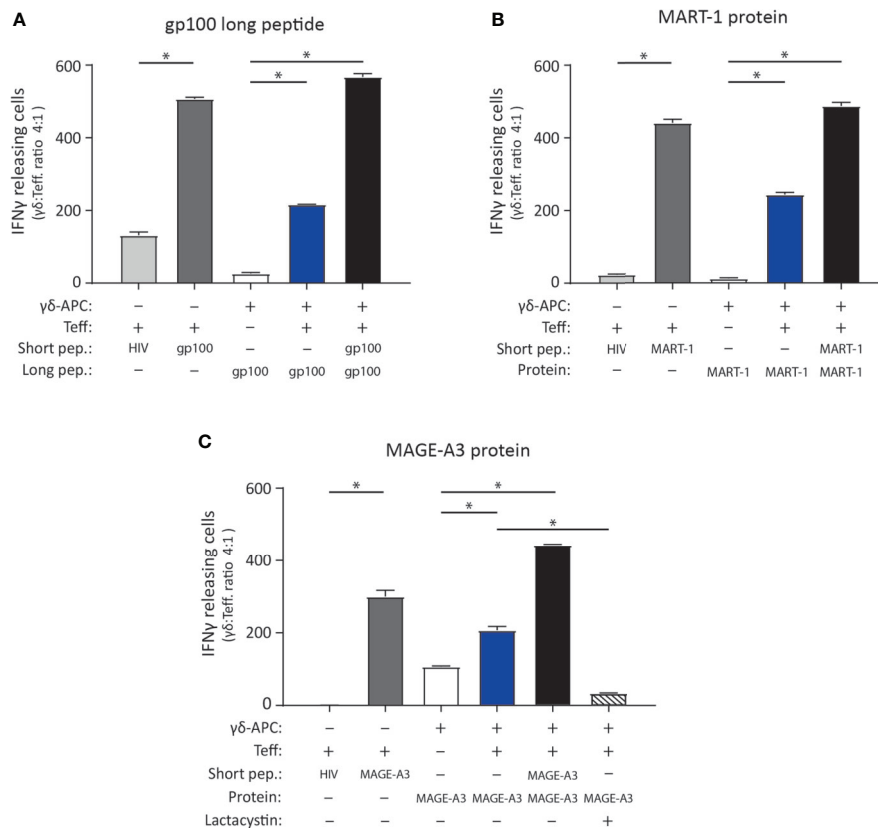 A
gp100 long peptide
IFNγ releasing cells
(γδ:Teff. ratio 4:1 )
600
400
200
0
*
*
*
γδ-APC: – – + + +
Teff: + + – + +
Short pep.: HIV gp100 – – gp100
Long pep.: – – gp100 gp100 gp100
B
MART-1 protein
IFNγ releasing cells
(γδ:Teff. ratio 4:1 )
600
400
200
0
*
*
*
γδ-APC: – – + + +
Teff: + + – + +
Short pep.: HIV MART-1 – – MART-1
Protein: – – MART-1 MART-1 MART-1
C
MAGE-A3 protein
IFNγ releasing cells
(γδ:Teff. ratio 4:1)
600
400
200
0
*
*
*
*
γδ-APC: – – + + + +
Teff: + + – + + +
Short pep.: HIV MAGE-A3 – – MAGE-A3 –
Protein: – – MAGE-A3 MAGE-A3 MAGE-A3 MAGE-A3
Lactacystin – – – – – +